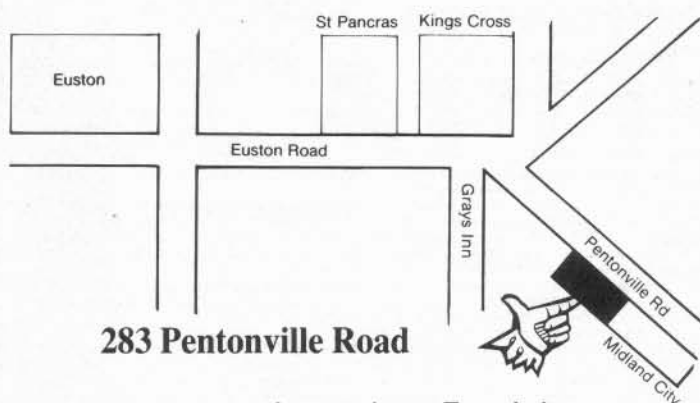 St Pancras
Kings Cross
Euston
Euston Road
Grays Inn
Pentonville Rd
Midland City
283 Pentonville Road